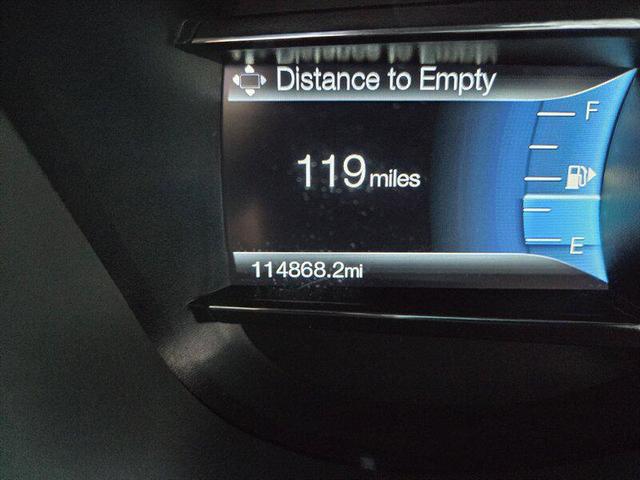 Distance to Empty
F
119 miles
E
114868.2mi